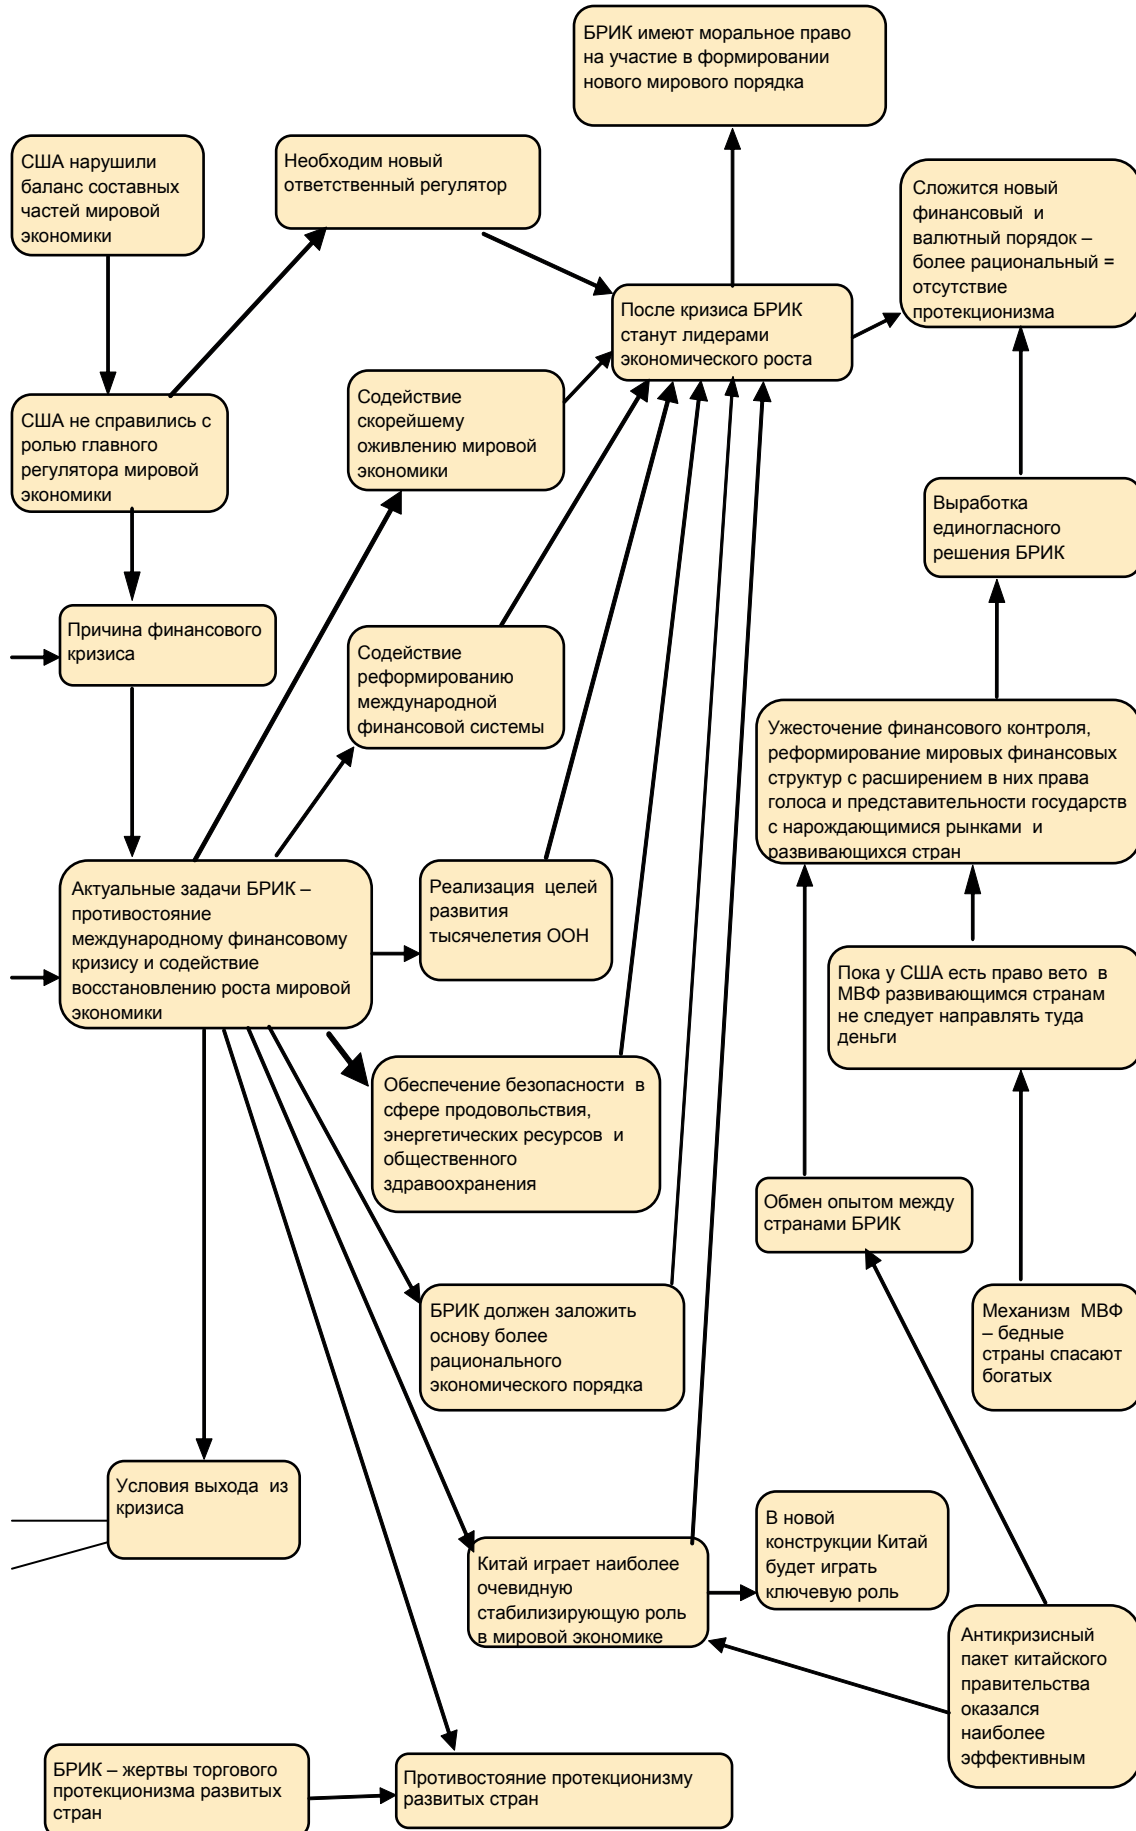 БРИК имеют моральное право
на участие в формировании
нового мирового порядка
США нарушили
баланс составных
частей мировой
экономики
Необходим новый
ответственный регулятор
Сложится новый
финансовый и
валютный порядок –
более рациональный =
отсутствие
протекционизма
После кризиса БРИК
станут лидерами
экономического роста
США не справились с
ролью главного
регулятора мировой
экономики
Содействие
скорейшему
оживлению мировой
экономики
Выработка
единогласного
решения БРИК
Причина финансового
кризиса
Содействие
реформированию
международной
финансовой системы
Ужесточение финансового контроля,
реформирование мировых финансовых
структур с расширением в них права
голоса и представительности государств
с нарождающимися рынками и
развивающихся стран
Актуальные задачи БРИК –
противостояние
международному финансовому
кризису и содействие
восстановлению роста мировой
экономики
Реализация целей
развития
тысячелетия ООН
Пока у США есть право вето в
МВФ развивающимся странам
не следует направлять туда
деньги
Обеспечение безопасности в
сфере продовольствия,
энергетических ресурсов и
общественного
здравоохранения
Обмен опытом между
странами БРИК
БРИК должен заложить
основу более
рационального
экономического порядка
Механизм МВФ
– бедные
страны спасают
богатых
Условия выхода из
кризиса
В новой
конструкции Китай
будет играть
ключевую роль
Китай играет наиболее
очевидную
стабилизирующую роль
в мировой экономике
Антикризисный
пакет китайского
правительства
оказался
наиболее
эффективным
БРИК – жертвы торгового
протекционизма развитых
стран
Противостояние протекционизму
развитых стран